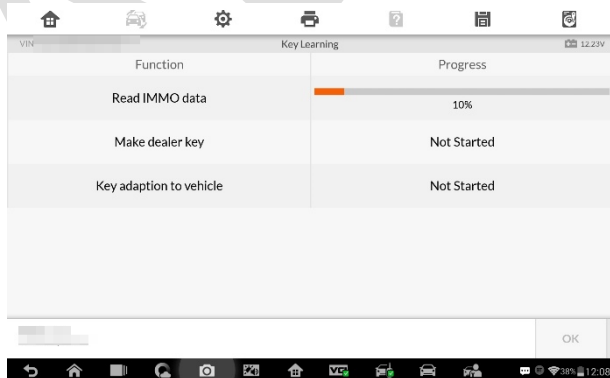 VIN Key Learning 12.23V
Function Progress
Read IMMO data 10%
Make dealer key Not Started
Key adaption to vehicle Not Started
OK
38% 12:08